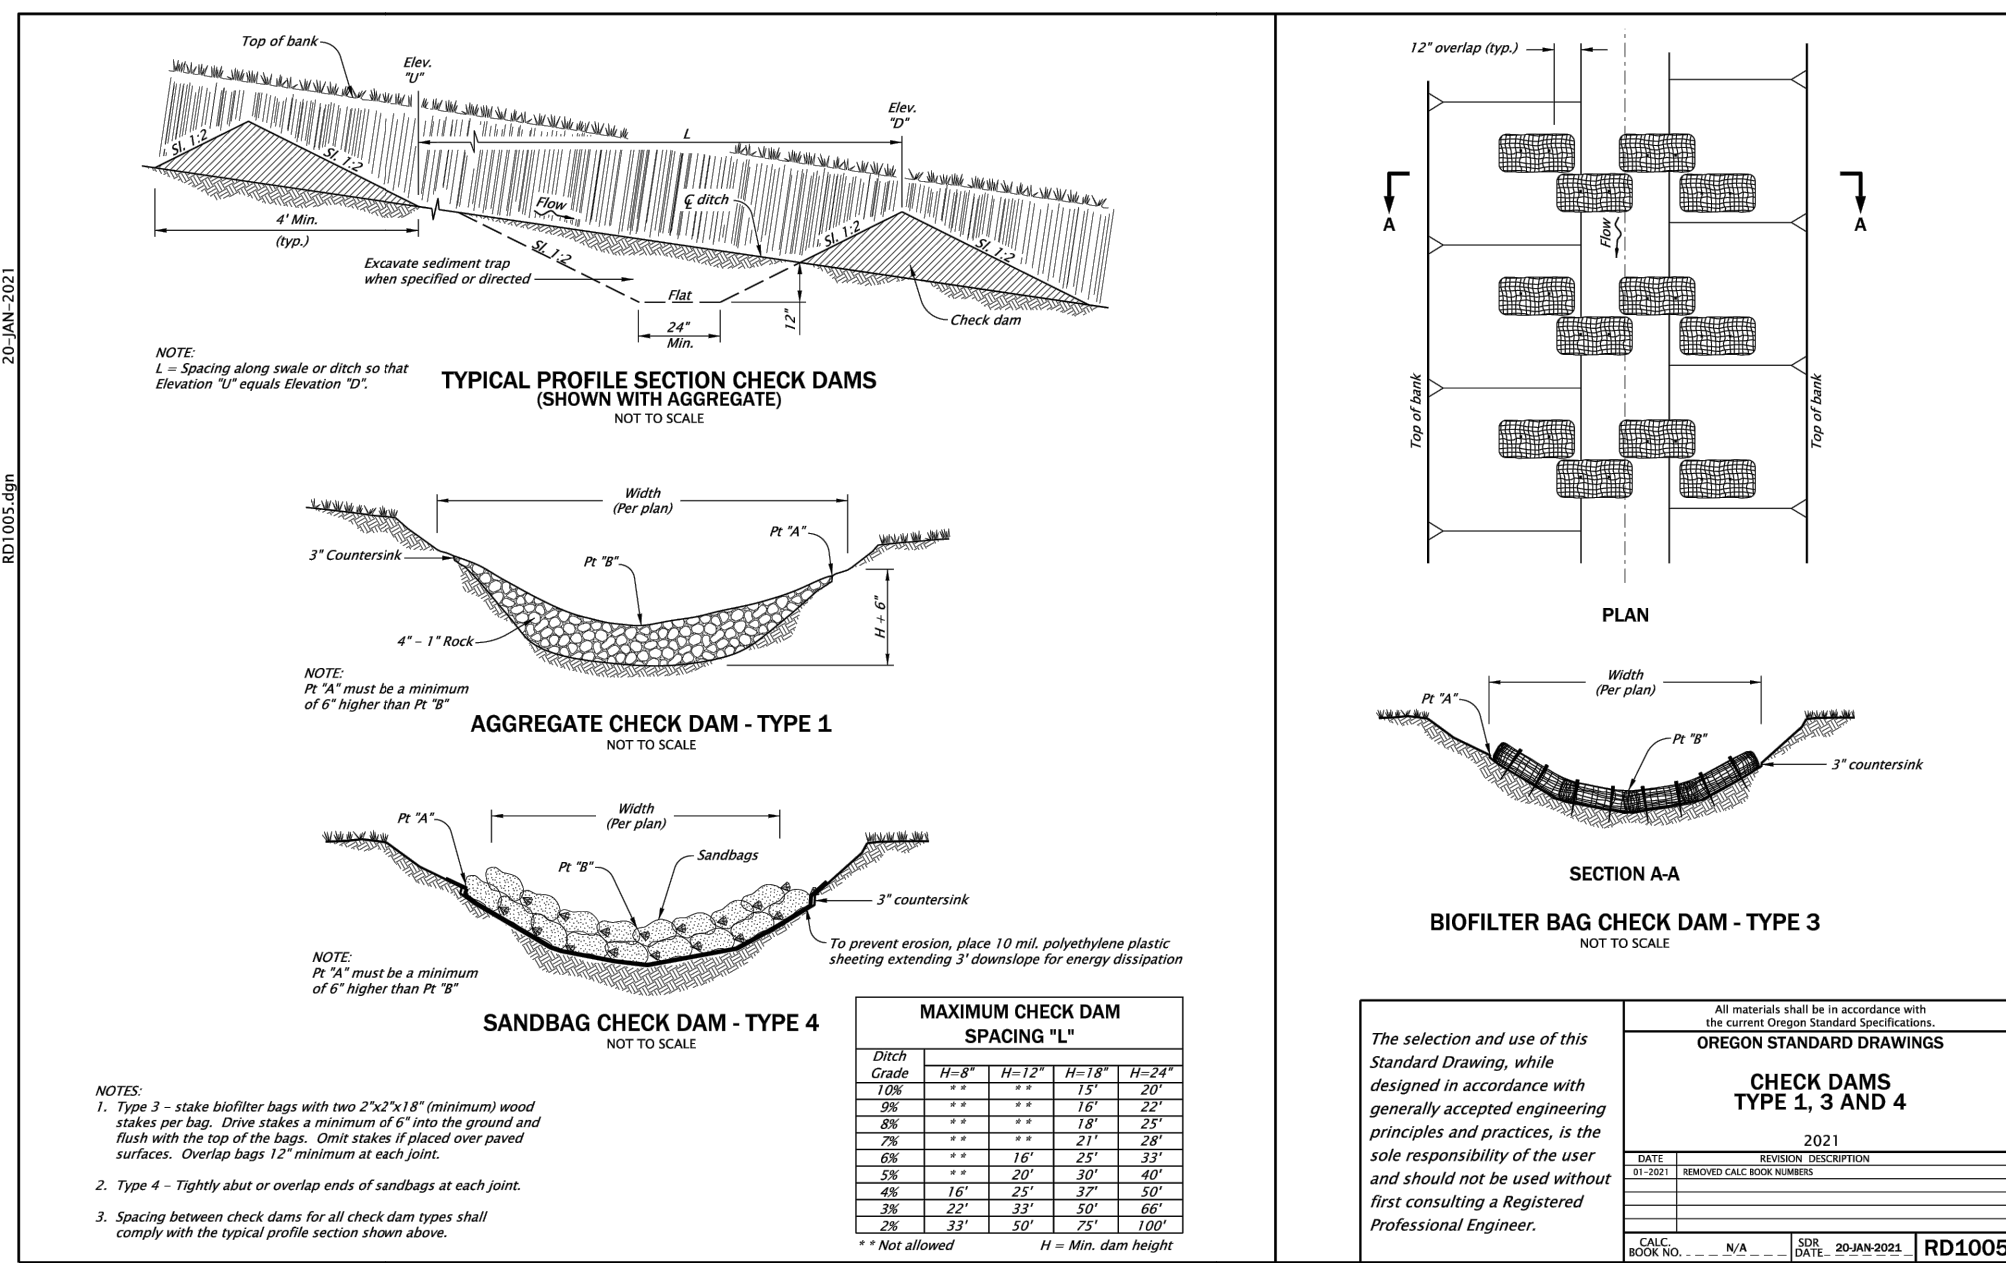 RD1005.dgn 20-JAN-2021
Top of bank
Elev.
"U"
Elev.
"D"
L
Sl. 1:2
Sl. 1:2
4' Min.
(typ.)
Flow
℄ ditch
Sl. 1:2
Sl. 1:2
Sl. 1:2
Excavate sediment trap
when specified or directed
Flat
24"
Min.
12"
Check dam
NOTE:
L = Spacing along swale or ditch so that
Elevation "U" equals Elevation "D".
TYPICAL PROFILE SECTION CHECK DAMS
(SHOWN WITH AGGREGATE)
NOT TO SCALE
Width
(Per plan)
Pt "A"
3" Countersink
Pt "B"
H + 6"
4" - 1" Rock
NOTE:
Pt "A" must be a minimum
of 6" higher than Pt "B"
AGGREGATE CHECK DAM - TYPE 1
NOT TO SCALE
Width
(Per plan)
Pt "A"
Pt "B"
Sandbags
3" countersink
To prevent erosion, place 10 mil. polyethylene plastic
sheeting extending 3' downslope for energy dissipation
NOTE:
Pt "A" must be a minimum
of 6" higher than Pt "B"
SANDBAG CHECK DAM - TYPE 4
NOT TO SCALE
NOTES:
1. Type 3 - stake biofilter bags with two 2"x2"x18" (minimum) wood
stakes per bag. Drive stakes a minimum of 6" into the ground and
flush with the top of the bags. Omit stakes if placed over paved
surfaces. Overlap bags 12" minimum at each joint.
2. Type 4 - Tightly abut or overlap ends of sandbags at each joint.
3. Spacing between check dams for all check dam types shall
comply with the typical profile section shown above.
MAXIMUM CHECK DAM
SPACING "L"
Ditch
Grade H=8" H=12" H=18" H=24"
10% * * * * 15' 20'
9% * * * * 16' 22'
8% * * * * 18' 25'
7% * * * * 21' 28'
6% * * 16' 25' 33'
5% * * 20' 30' 40'
4% 16' 25' 37' 50'
3% 22' 33' 50' 66'
2% 33' 50' 75' 100'
* * Not allowed H = Min. dam height
12" overlap (typ.)
A
A
Flow
Top of bank
Top of bank
PLAN
Width
(Per plan)
Pt "A"
Pt "B"
3" countersink
SECTION A-A
BIOFILTER BAG CHECK DAM - TYPE 3
NOT TO SCALE
The selection and use of this
Standard Drawing, while
designed in accordance with
generally accepted engineering
principles and practices, is the
sole responsibility of the user
and should not be used without
first consulting a Registered
Professional Engineer.
All materials shall be in accordance with
the current Oregon Standard Specifications.
OREGON STANDARD DRAWINGS
CHECK DAMS
TYPE 1, 3 AND 4
2021
DATE REVISION DESCRIPTION
01-2021 REMOVED CALC BOOK NUMBERS
CALC.
BOOK NO. N/A
SDR
DATE 20-JAN-2021
RD1005